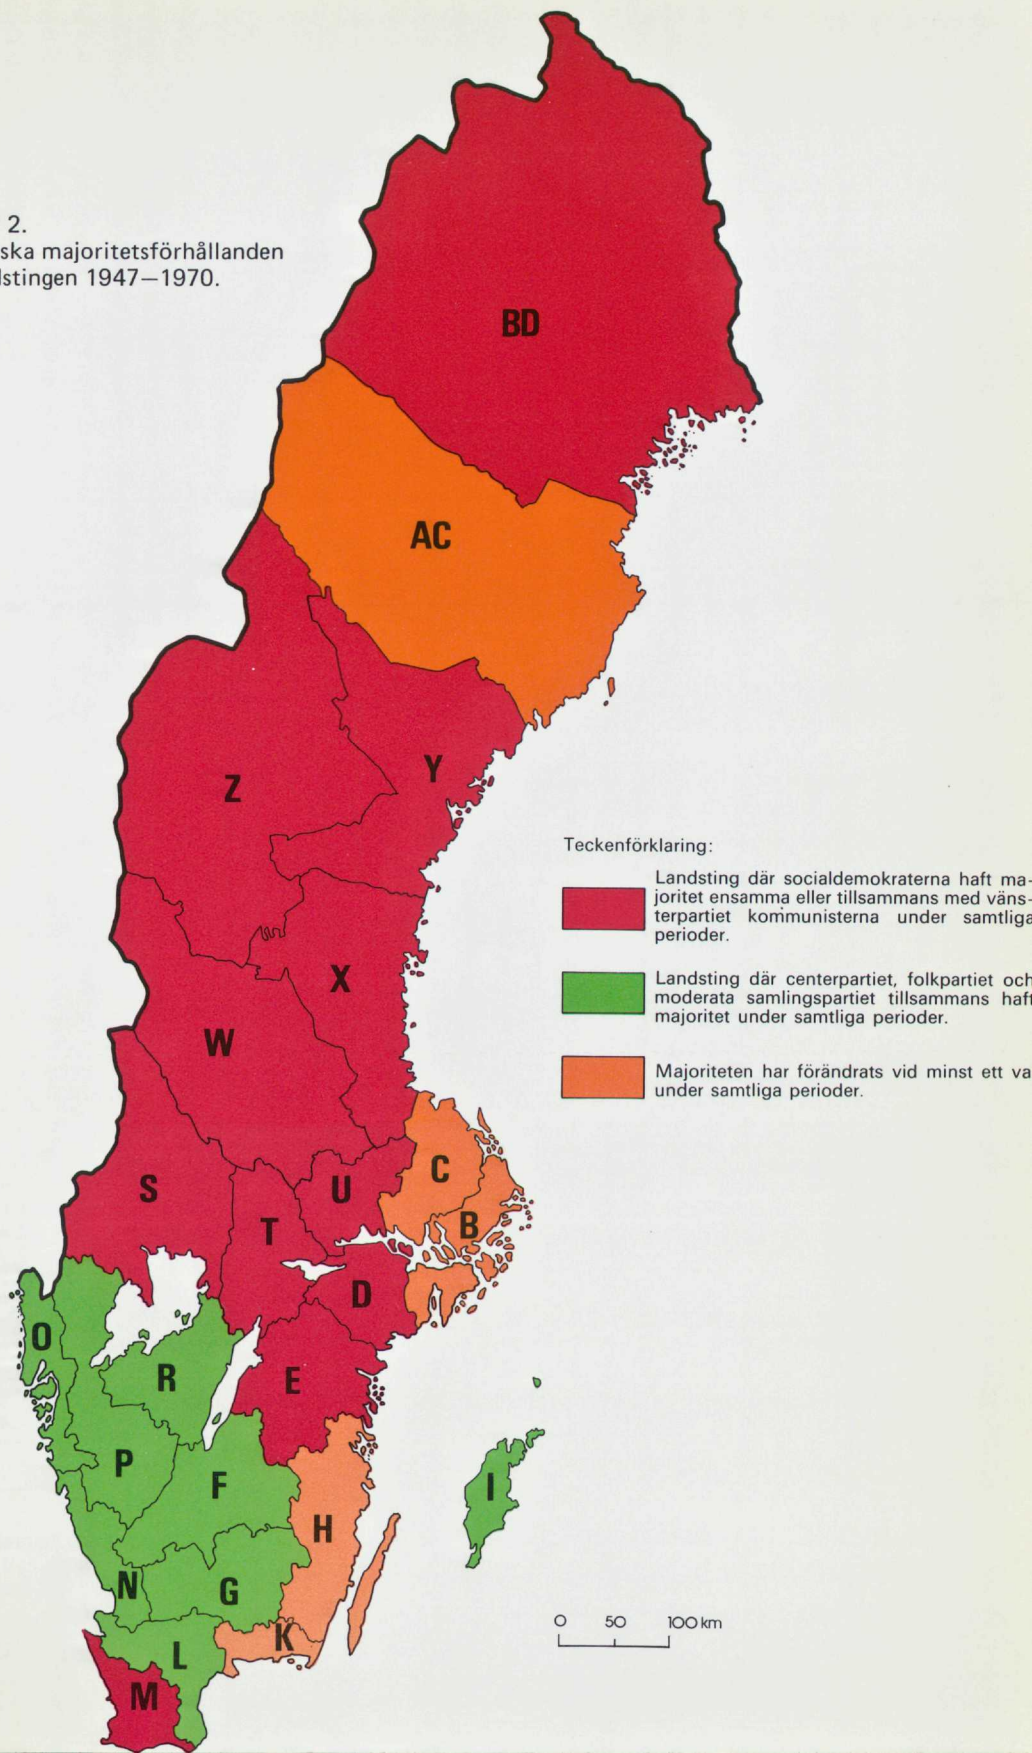 2.
ska majoritetsförhållanden
stingen 1947—1970.
BD
AC
Z
Y
Teckenförklaring:
Landsting där socialdemokraterna haft ma-
joritet ensamma eller tillsammans med väns-
terpartiet kommunisterna under samtliga
perioder.
X
Landsting där centerpartiet, folkpartiet och
moderata samlingspartiet tillsammans haft
majoritet under samtliga perioder.
W
Majoriteten har förändrats vid minst ett va
under samtliga perioder.
S
U
C
T
B
D
O
R
E
P
F
I
H
N
G
K
0 50 100 km
L
M